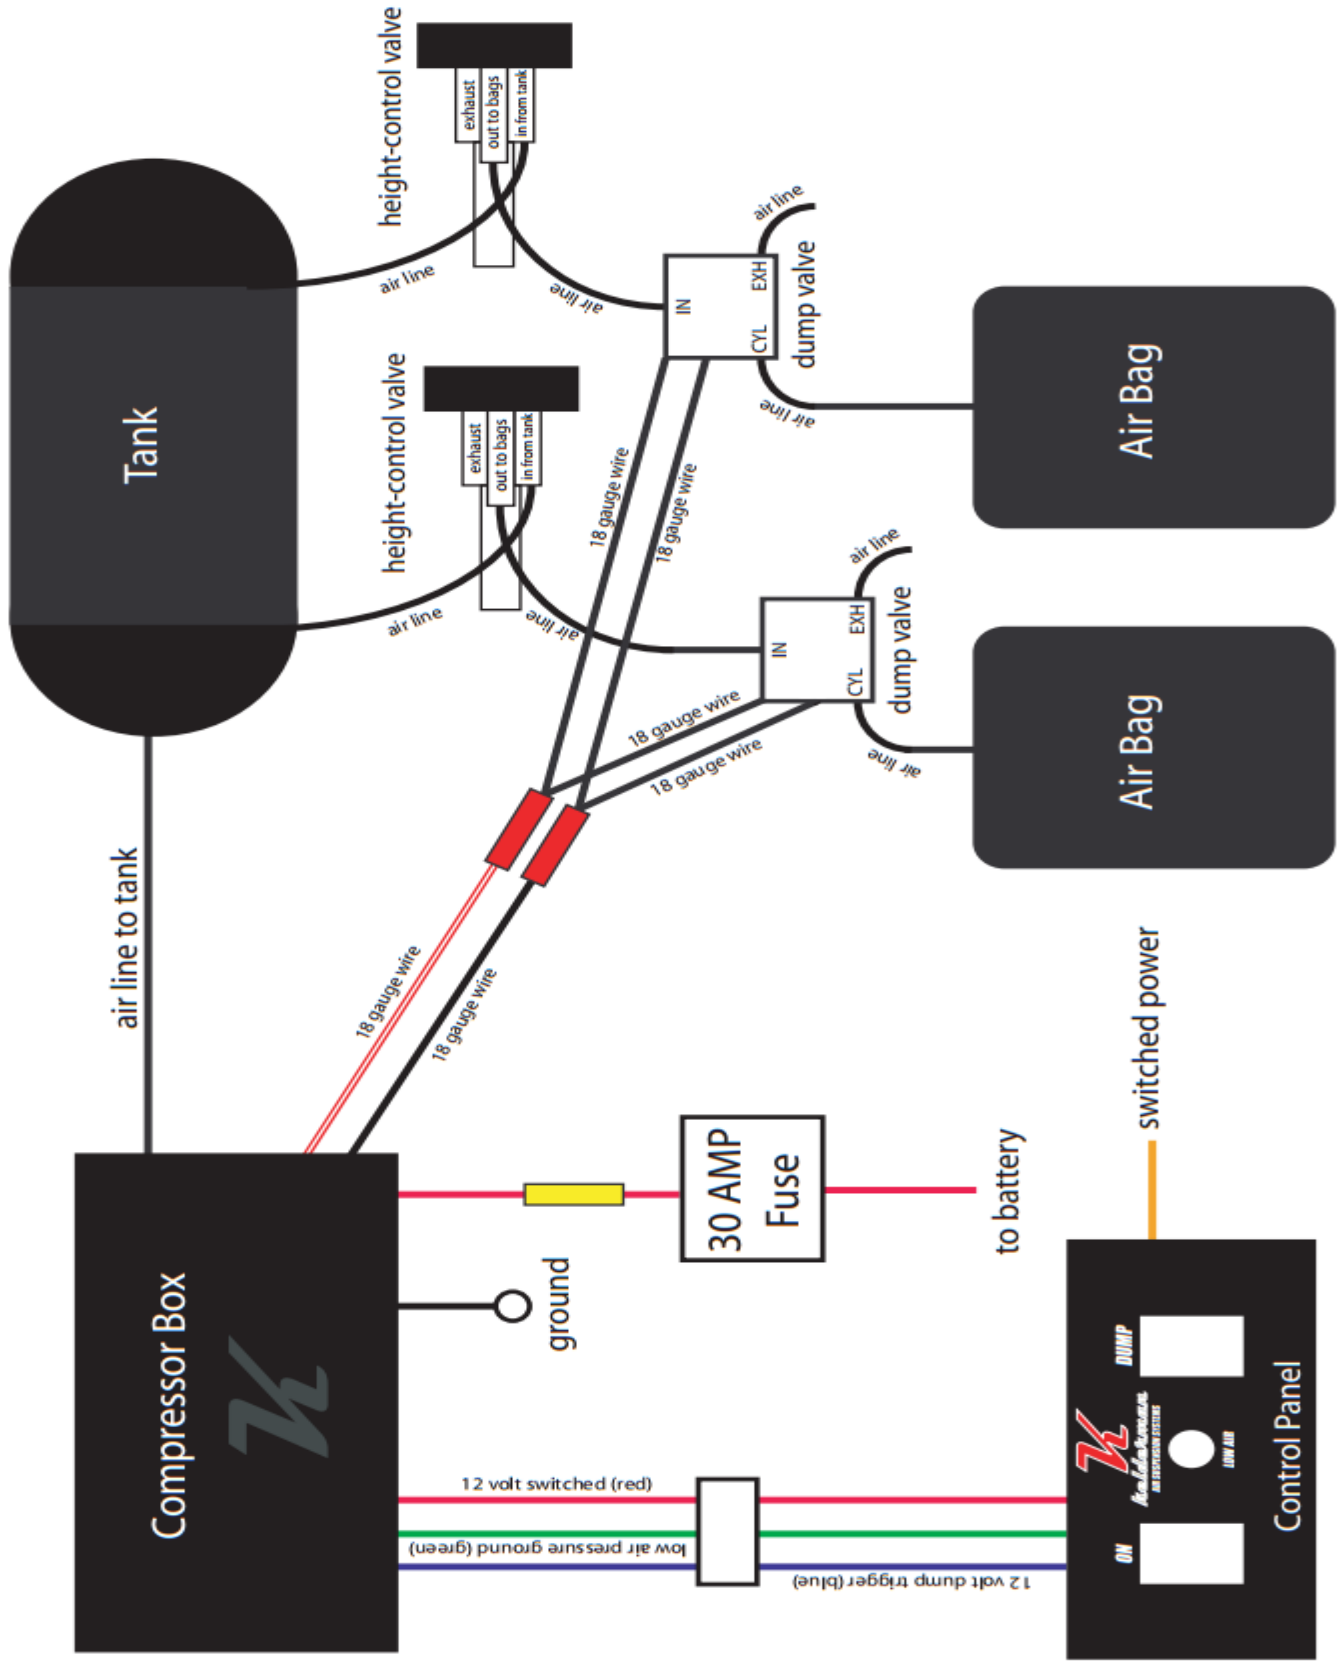 height-control valve
exhaust
out to bags
in from tank
air line
air line
air line
IN
EXH
CYL
dump valve
air line
Air Bag
Tank
height-control valve
exhaust
out to bags
in from tank
air line
air line
18 gauge wire
18 gauge wire
air line
IN
EXH
CYL
dump valve
air line
Air Bag
18 gauge wire
18 gauge wire
air line to tank
18 gauge wire
18 gauge wire
Compressor Box
K
ground
30 AMP
Fuse
to battery
switched power
12 volt switched (red)
low air pressure ground (green)
12 volt dump trigger(blue)
DUMP
K
Kelderman
AIR SUSPENSION SYSTEMS
LOW AIR
ON
Control Panel